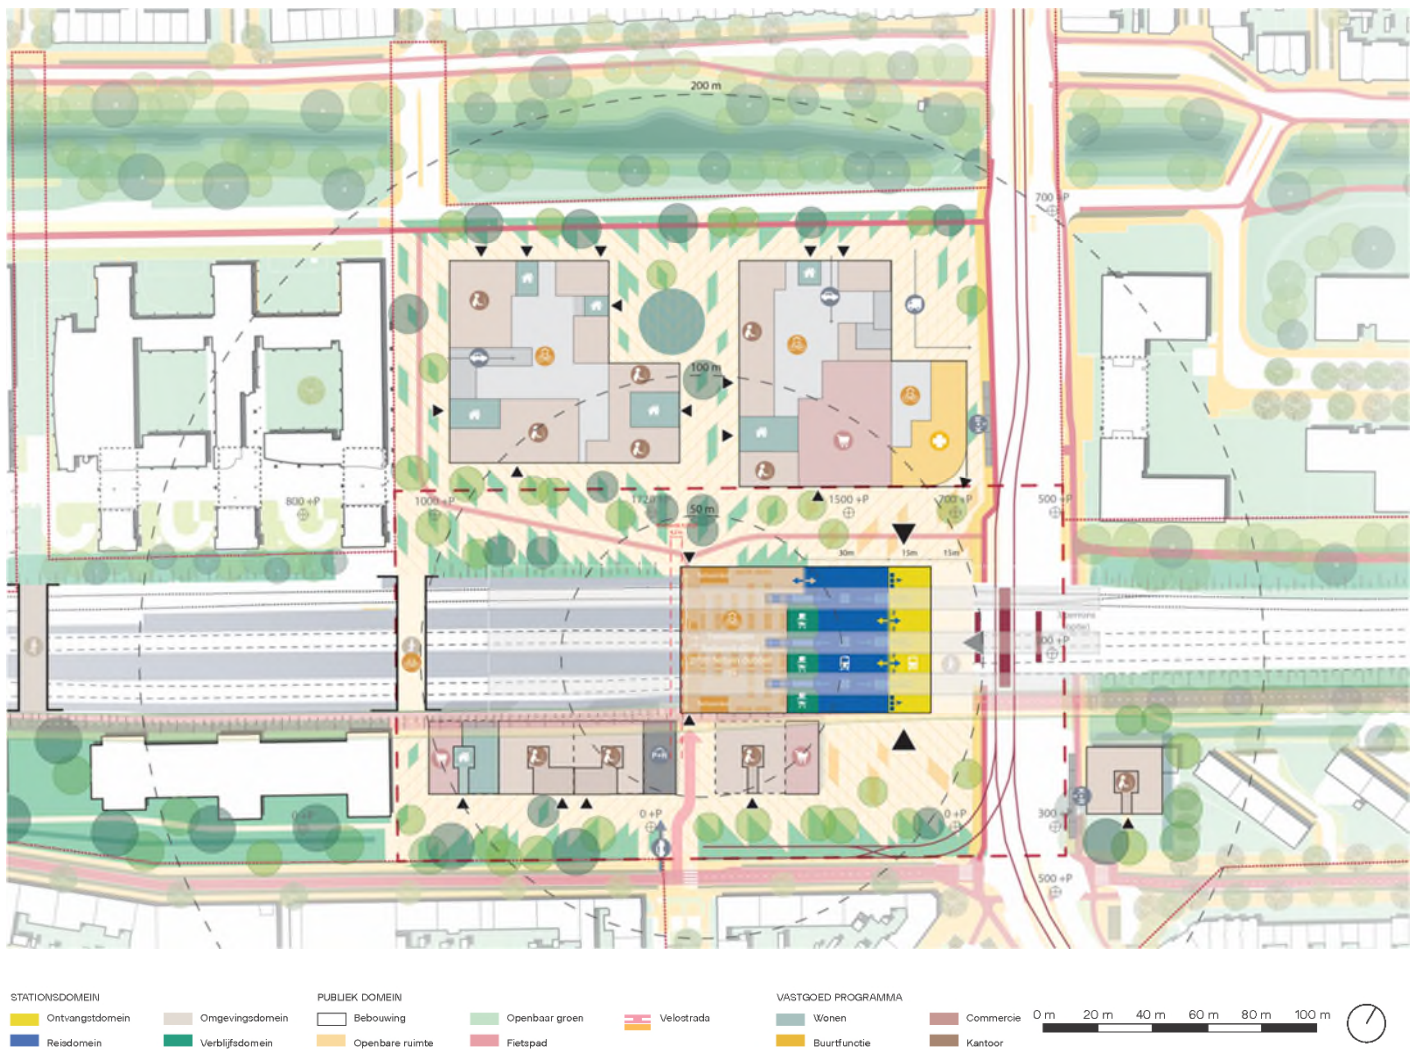 200 m
700 +P
100 m
800 +P
1000 +P
1500 +P
700 +P
500 +P
50 m
30m
15m
15m
P+R
0 +P
0 +P
0 +P
300
500 +P
STATIONSDOMEIN
Ontvangstdomein
Reisdomein
Omgevingsdomein
Verblijfsdomein
PUBLIEK DOMEIN
Bebouwing
Openbare ruimte
Openbaar groen
Fietspad
Velostrada
VASTGOED PROGRAMMA
Wonen
Buurtfunctie
Commercie
Kantoor
0 m 20 m 40 m 60 m 80 m 100 m